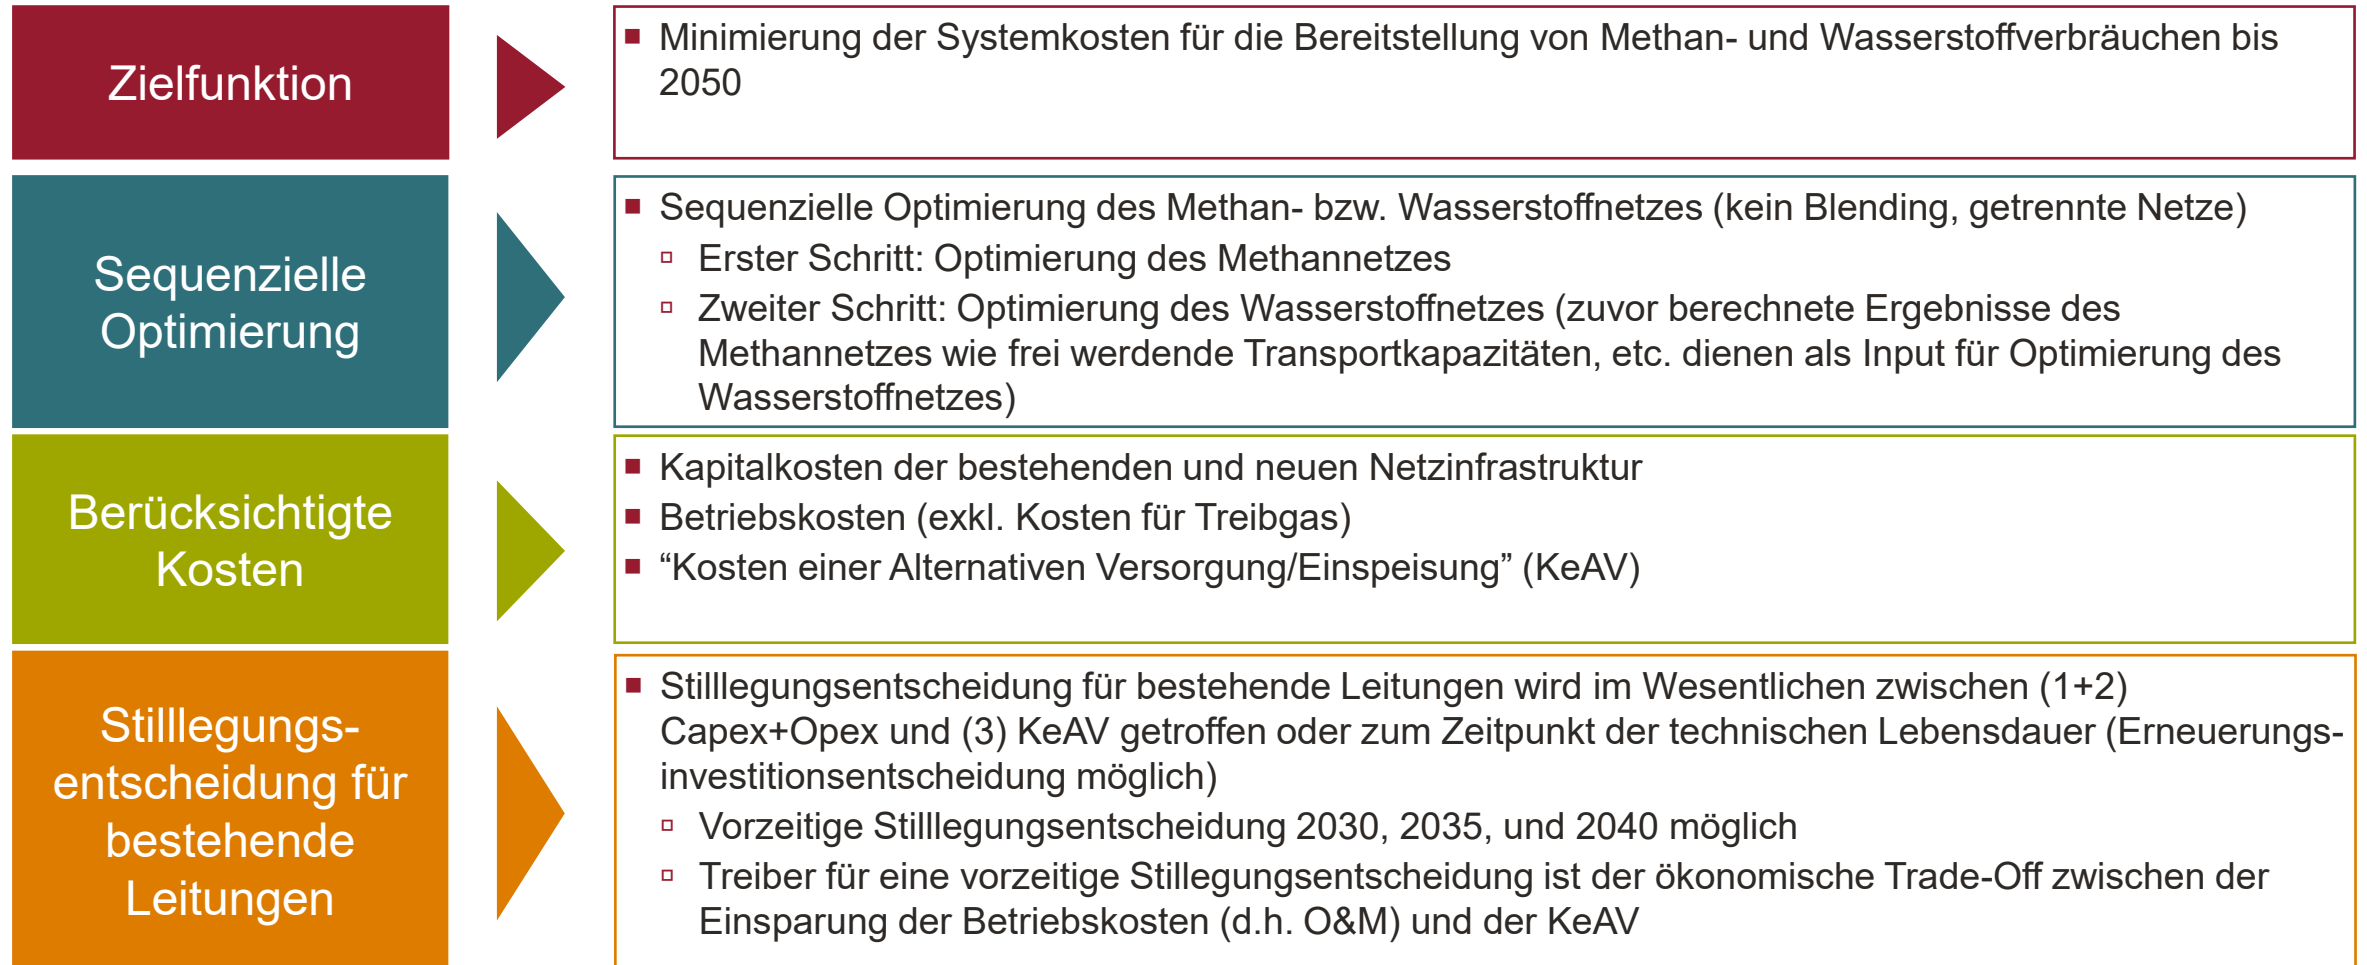 Zielfunktion
Minimierung der Systemkosten für die Bereitstellung von Methan- und Wasserstoffverbräuchen bis
2050
Sequenzielle
Optimierung
Sequenzielle Optimierung des Methan- bzw. Wasserstoffnetzes (kein Blending, getrennte Netze)
Erster Schritt: Optimierung des Methannetzes
Zweiter Schritt: Optimierung des Wasserstoffnetzes (zuvor berechnete Ergebnisse des
Methannetzes wie frei werdende Transportkapazitäten, etc. dienen als Input für Optimierung des
Wasserstoffnetzes)
Berücksichtigte
Kosten
Kapitalkosten der bestehenden und neuen Netzinfrastruktur
Betriebskosten (exkl. Kosten für Treibgas)
“Kosten einer Alternativen Versorgung/Einspeisung” (KeAV)
Stilllegungs-
entscheidung für
bestehende
Leitungen
Stilllegungsentscheidung für bestehende Leitungen wird im Wesentlichen zwischen (1+2)
Capex+Opex und (3) KeAV getroffen oder zum Zeitpunkt der technischen Lebensdauer (Erneuerungs-
investitionsentscheidung möglich)
Vorzeitige Stilllegungsentscheidung 2030, 2035, und 2040 möglich
Treiber für eine vorzeitige Stillegungsentscheidung ist der ökonomische Trade-Off zwischen der
Einsparung der Betriebskosten (d.h. O&M) und der KeAV